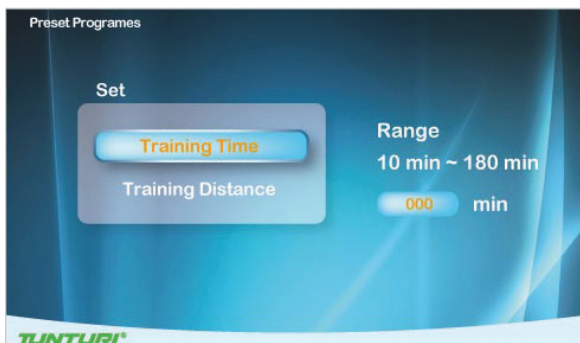 Preset Programes
Set
Training Time
Training Distance
Range
10 min ~ 180 min
000 min
TUNTURI®